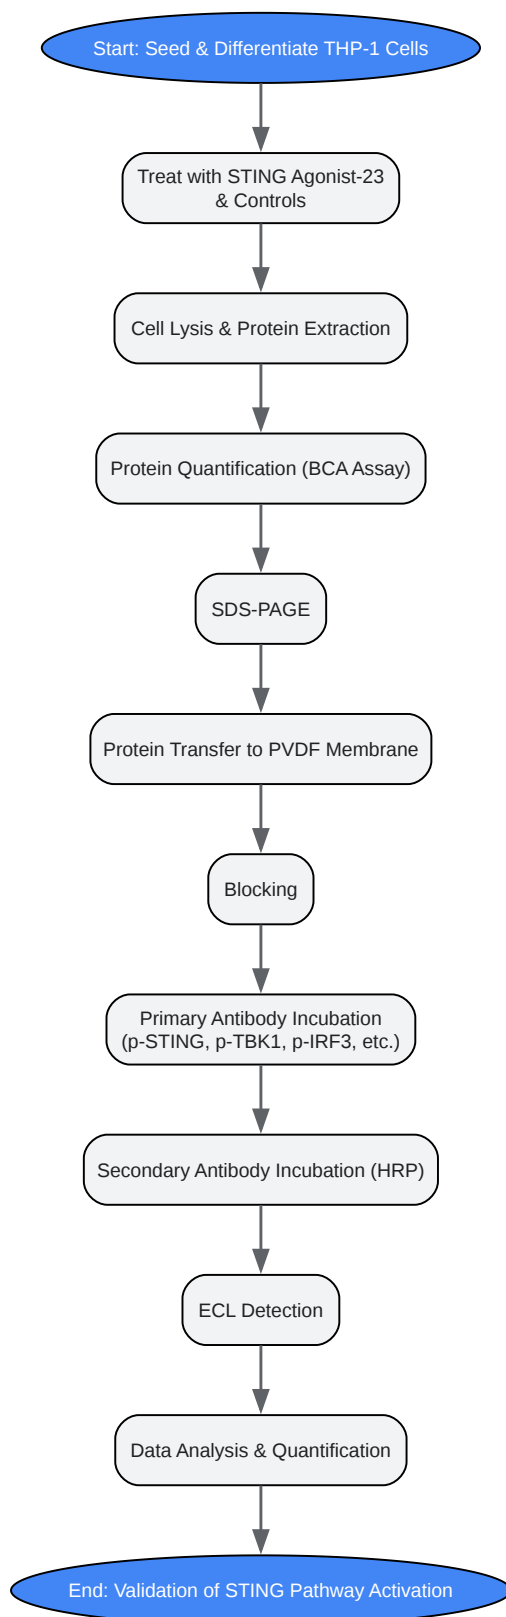 Start: Seed & Differentiate THP-1 Cells
Treat with STING Agonist-23
& Controls
Cell Lysis & Protein Extraction
Protein Quantification (BCA Assay)
SDS-PAGE
Protein Transfer to PVDF Membrane
Blocking
Primary Antibody Incubation
(p-STING, p-TBK1, p-IRF3, etc.)
Secondary Antibody Incubation (HRP)
ECL Detection
Data Analysis & Quantification
End: Validation of STING Pathway Activation